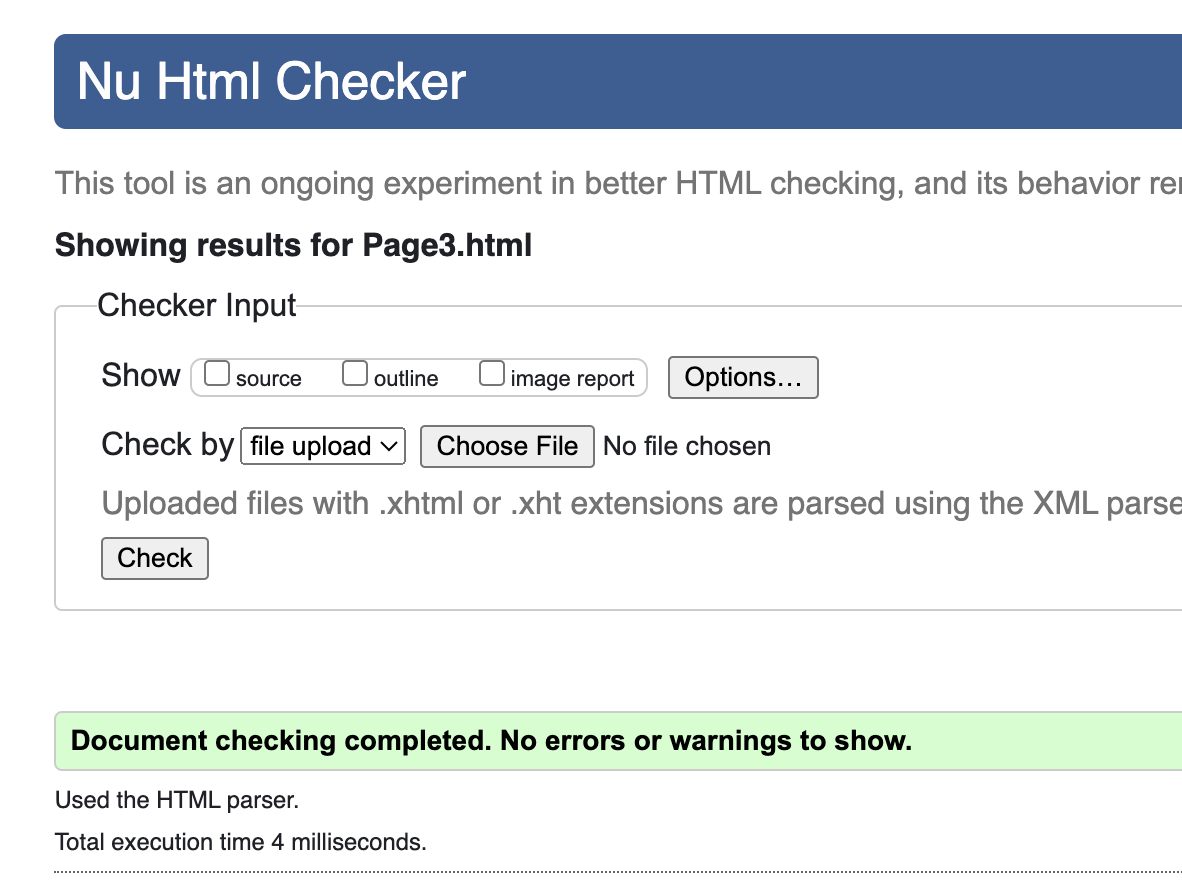 Nu Html Checker
This tool is an ongoing experiment in better HTML checking, and its behavior
Showing results for Page3.html
Checker Input
Show source outline image report Options…
Check by file upload Choose File No file chosen
Uploaded files with .xhtml or .xht extensions are parsed using the XML
Check
Document checking completed. No errors or warnings to show.
Used the HTML parser.
Total execution time 4 milliseconds.